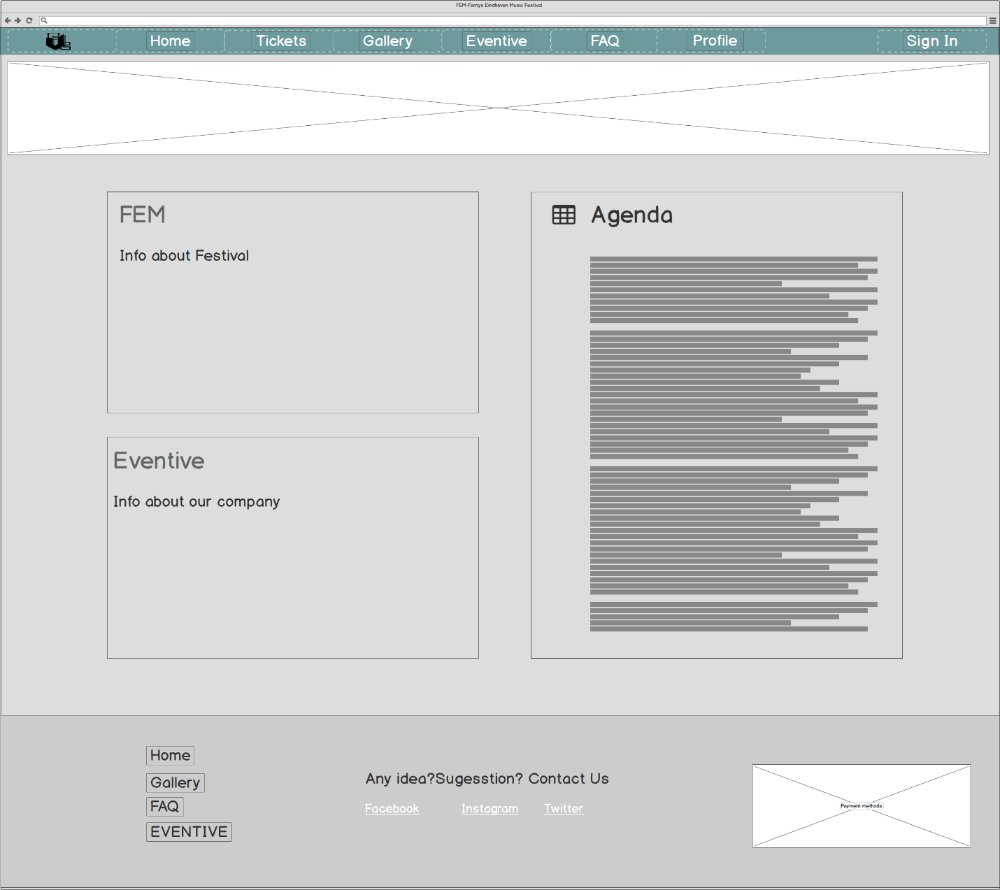 FEM-Fontys Eindhoven Music Festival
Home Tickets Gallery Eventive FAQ Profile Sign In
FEM
Info about Festival
Agenda
Eventive
Info about our company
Home
Gallery
FAQ
EVENTIVE
Any idea?Sugesstion? Contact Us
Facebook Instagram Twitter
Payment methods